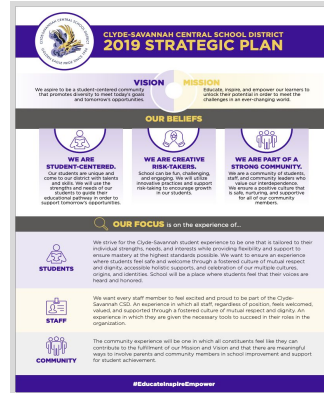 CLYDE-SAVANNAH CENTRAL SCHOOL DISTRICT
2019 STRATEGIC PLAN
VISION
We aspire to be a student-centered community
that promotes diversity to meet today's goals
and tomorrow's opportunities.
MISSION
Educate, inspire, and empower our learners to
unlock their potential in order to meet the
challenges in an ever-changing world.
OUR BELIEFS
WE ARE
STUDENT-CENTERED.
Our students are unique and
come to our district with talents
and skills. We will use the
strengths and needs of our
students to guide their
educational pathway in order to
support tomorrow's opportunities.
WE ARE CREATIVE
RISK-TAKERS.
School can be fun, challenging,
and engaging. We will utilize
innovative practices and support
risk-taking to encourage growth
in our students.
WE ARE PART OF A
STRONG COMMUNITY.
We are a community of students,
staff, and community leaders who
value our interdependence.
We ensure a positive culture that
is safe, nurturing, and supportive
for all of our community
members.
OUR FOCUS is on the experience of...
STUDENTS
We strive for the Clyde-Savannah student experience to be one that is tailored to their
individual strengths, needs, and interests while providing flexibility and support to
ensure mastery at the highest standards possible. We want to ensure an experience
where students feel safe and welcome through a fostered culture of mutual respect
and dignity, accessible holistic supports, and celebration of our multiple cultures,
origins, and identities. School will be a place where students feel that their voices are
heard and honored.
STAFF
We want every staff member to feel excited and proud to be part of the Clyde-
Savannah CSD. An experience in which all staff, regardless of position, feels welcomed,
valued, and supported through a fostered culture of mutual respect and dignity. An
experience in which they are given the necessary tools to succeed in their roles in the
organization.
COMMUNITY
The community experience will be one in which all constituents feel like they can
contribute to the fulfillment of our Mission and Vision and that there are meaningful
ways to involve parents and community members in school improvement and support
for student achievement.
#EducateInspireEmpower